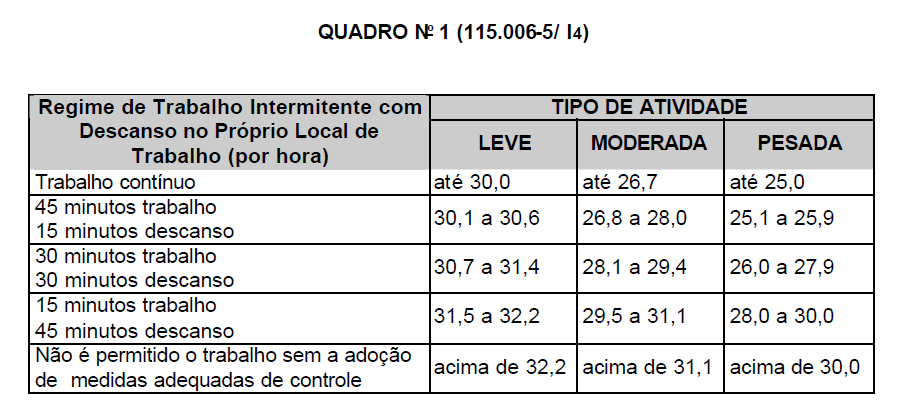 QUADRO Nº 1 (115.006-5/ I4)
Regime de Trabalho Intermitente com
Descanso no Próprio Local de
Trabalho (por hora)
TIPO DE ATIVIDADE
LEVE
MODERADA
PESADA
Trabalho contínuo
até 30,0
até 26,7
até 25,0
45 minutos trabalho
15 minutos descanso
30,1 a 30,6
26,8 a 28,0
25,1 a 25,9
30 minutos trabalho
30 minutos descanso
30,7 a 31,4
28,1 a 29,4
26,0 a 27,9
15 minutos trabalho
45 minutos descanso
31,5 a 32,2
29,5 a 31,1
28,0 a 30,0
Não é permitido o trabalho sem a adoção
de medidas adequadas de controle
acima de 32,2
acima de 31,1
acima de 30,0